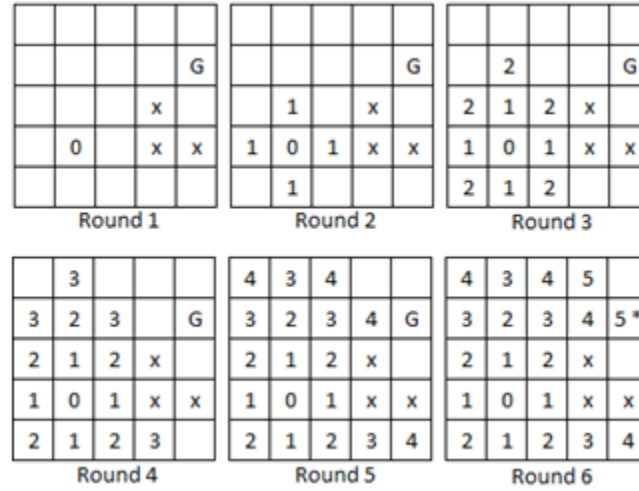 G
x
0 x x
Round 1
G
1 x
1 0 1 x x
1
Round 2
2 G
2 1 2 x
1 0 1 x x
2 1 2
Round 3
3
3 2 3 G
2 1 2 x
1 0 1 x x
2 1 2 3
Round 4
4 3 4
3 2 3 4 G
2 1 2 x
1 0 1 x x
2 1 2 3 4
Round 5
4 3 4 5
3 2 3 4 5*
2 1 2 x
1 0 1 x x
2 1 2 3 4
Round 6